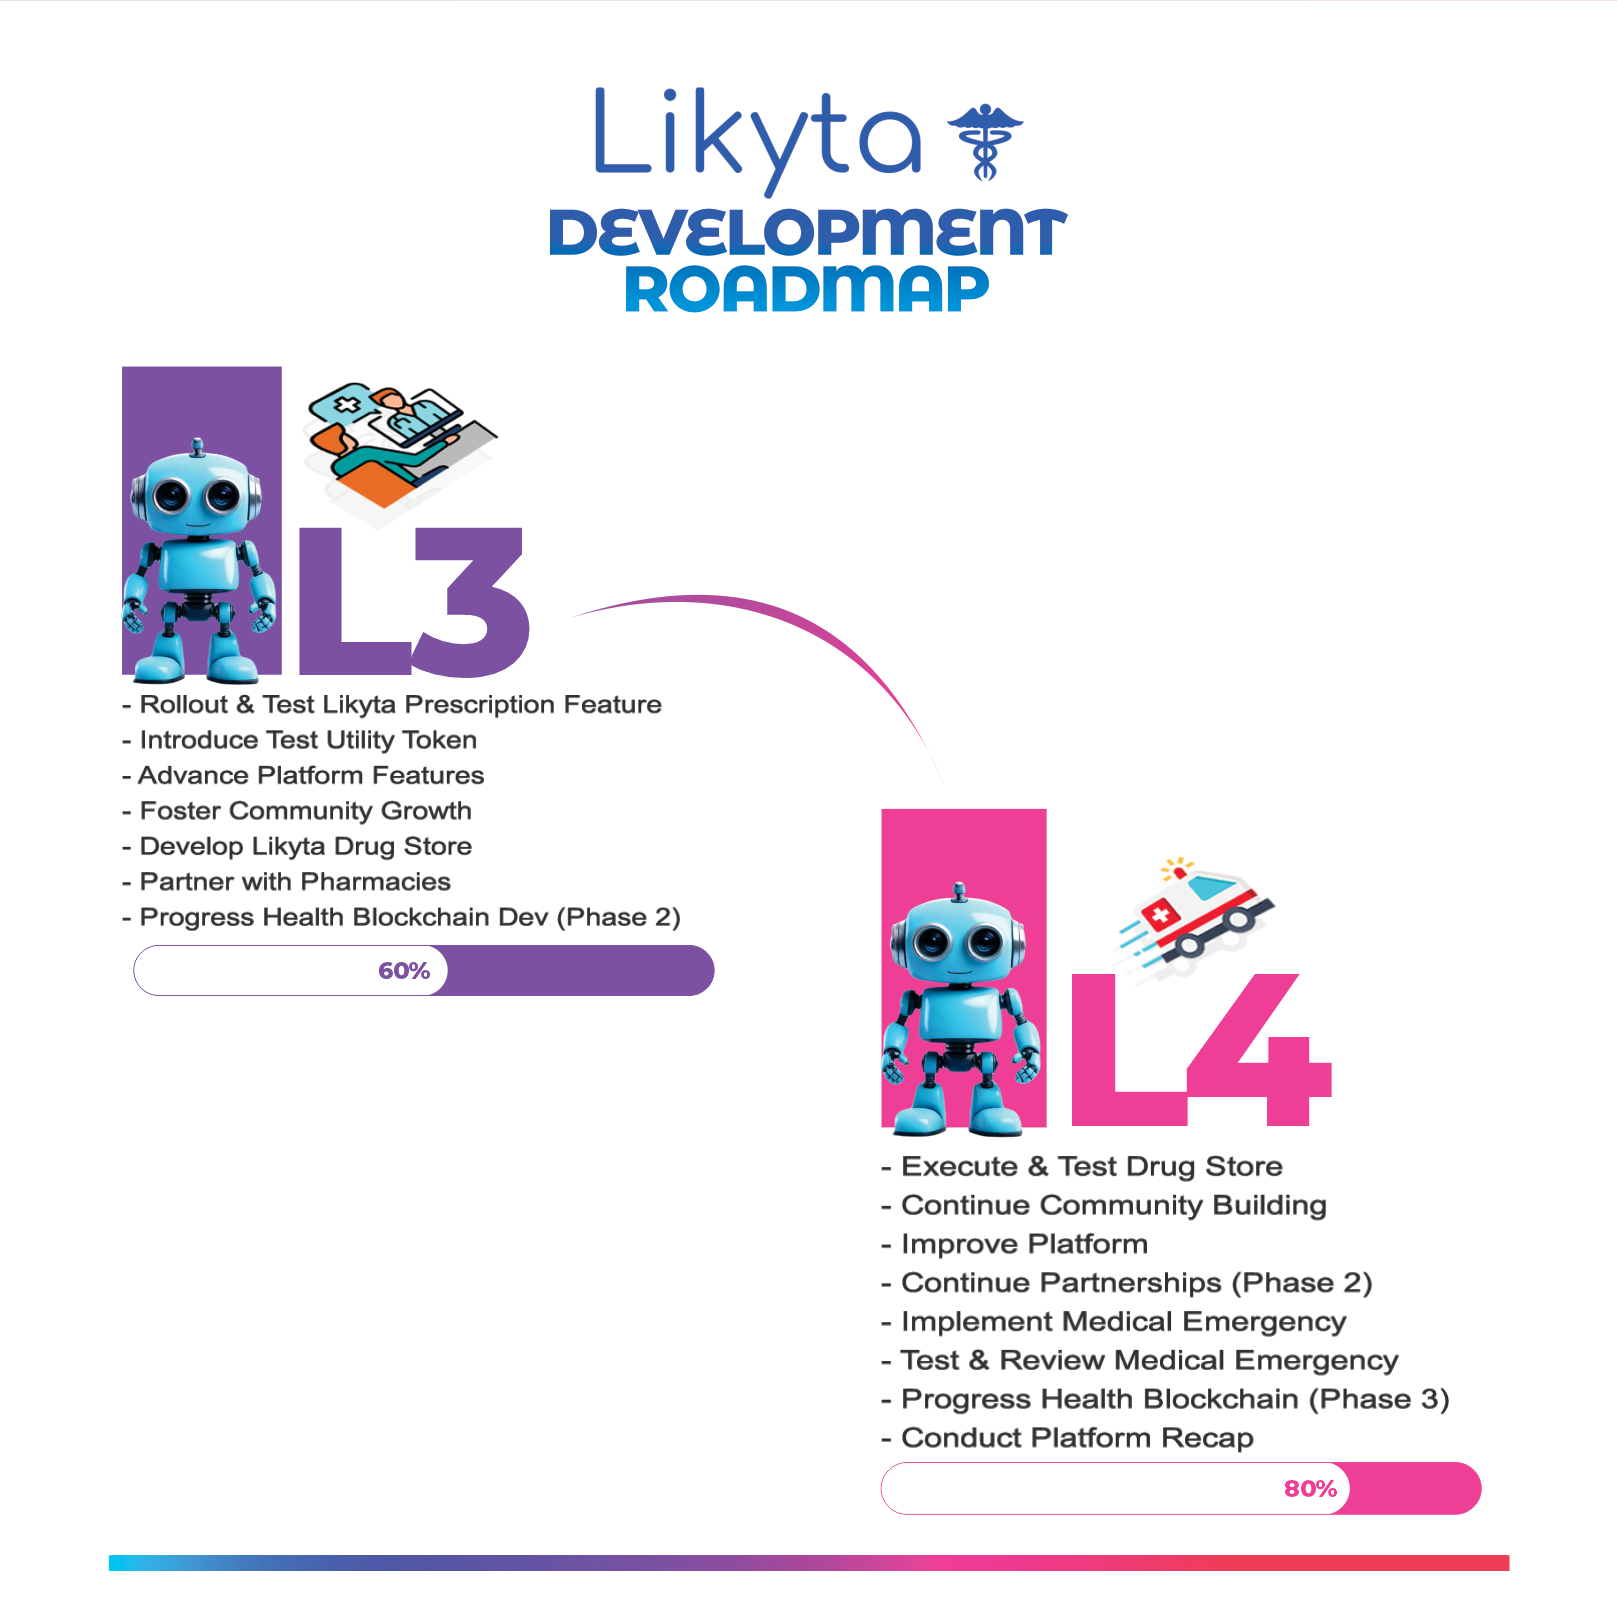 Likyta
DEVELOPMENT
ROADMAP
L3
- Rollout & Test Likyta Prescription Feature
- Introduce Test Utility Token
- Advance Platform Features
- Foster Community Growth
- Develop Likyta Drug Store
- Partner with Pharmacies
- Progress Health Blockchain Dev (Phase 2)
60%
L4
- Execute & Test Drug Store
- Continue Community Building
- Improve Platform
- Continue Partnerships (Phase 2)
- Implement Medical Emergency
- Test & Review Medical Emergency
- Progress Health Blockchain (Phase 3)
- Conduct Platform Recap
80%